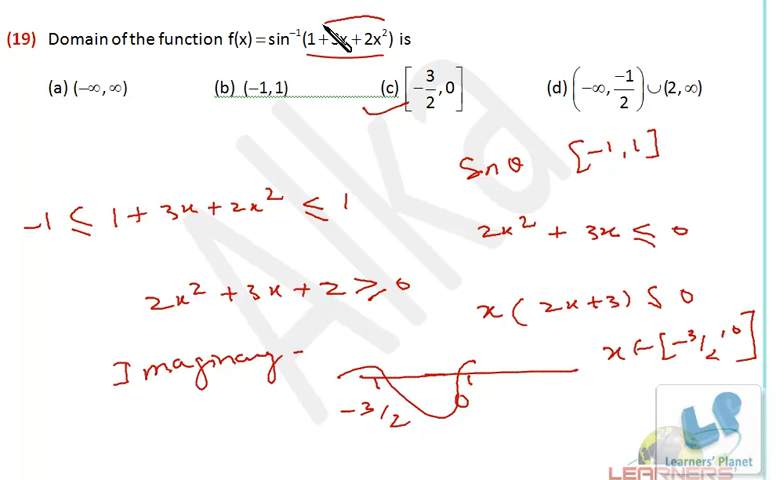 (19) Domain of the function f(x) = sin⁻¹(1+3x+2x²) is
(a) (−∞, ∞) (b) (−1, 1) (c) [−3/2, 0] (d) (−∞, −1/2) ∪ (2, ∞)
Sin θ [−1, 1]
−1 ≤ 1 + 3x + 2x² ≤ 1
2x² + 3x ≤ 0
2x² + 3x + 2 ≥ 0
x (2x+3) ≤ 0
Imaginary -
x ∈ [−3/2, 0]
−3/2 0
LP
Learners' Planet
LEARNERS'
Alka